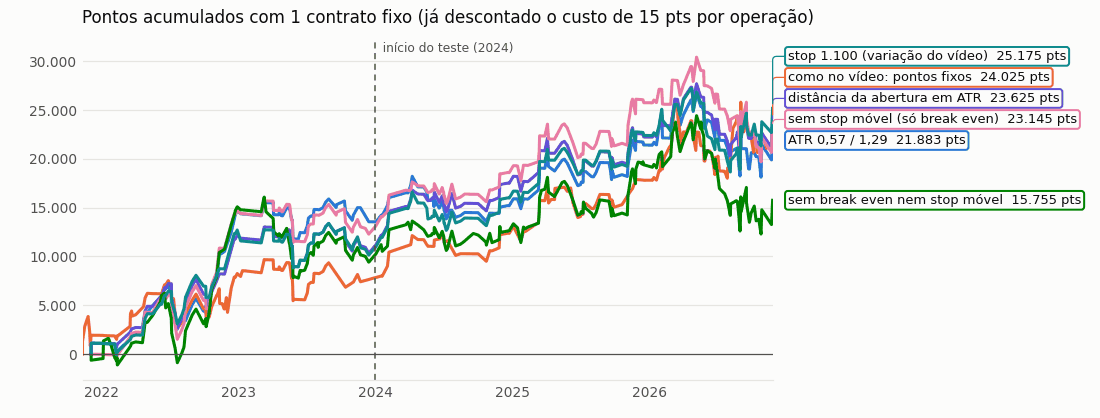 Pontos acumulados com 1 contrato fixo (já descontado o custo de 15 pts por operação)
início do teste (2024)
30.000
25.000
20.000
15.000
10.000
5.000
0
2022
2023
2024
2025
2026
stop 1.100 (variação do vídeo) 25.175 pts
como no vídeo: pontos fixos 24.025 pts
distância da abertura em ATR 23.625 pts
sem stop móvel (só break even) 23.145 pts
ATR 0,57 / 1,29 21.883 pts
sem break even nem stop móvel 15.755 pts